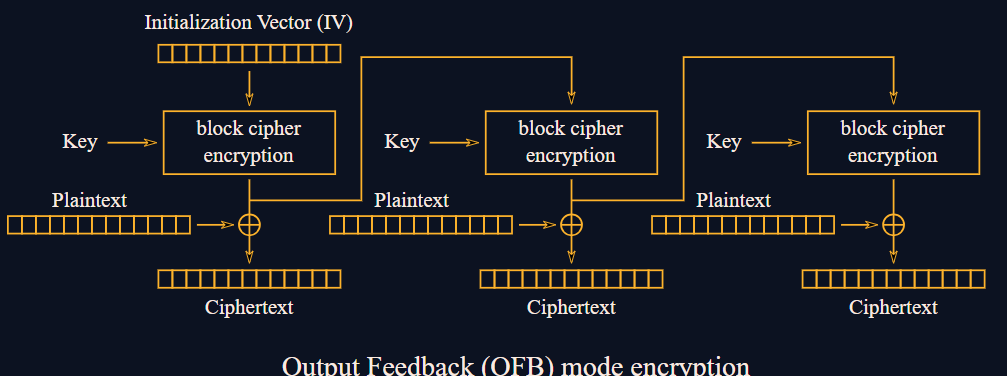 Initialization Vector (IV)
Key
block cipher
encryption
Key
block cipher
encryption
Key
block cipher
encryption
Plaintext
Plaintext
Plaintext
Ciphertext
Ciphertext
Ciphertext
Output Feedback (OFB) mode encryption